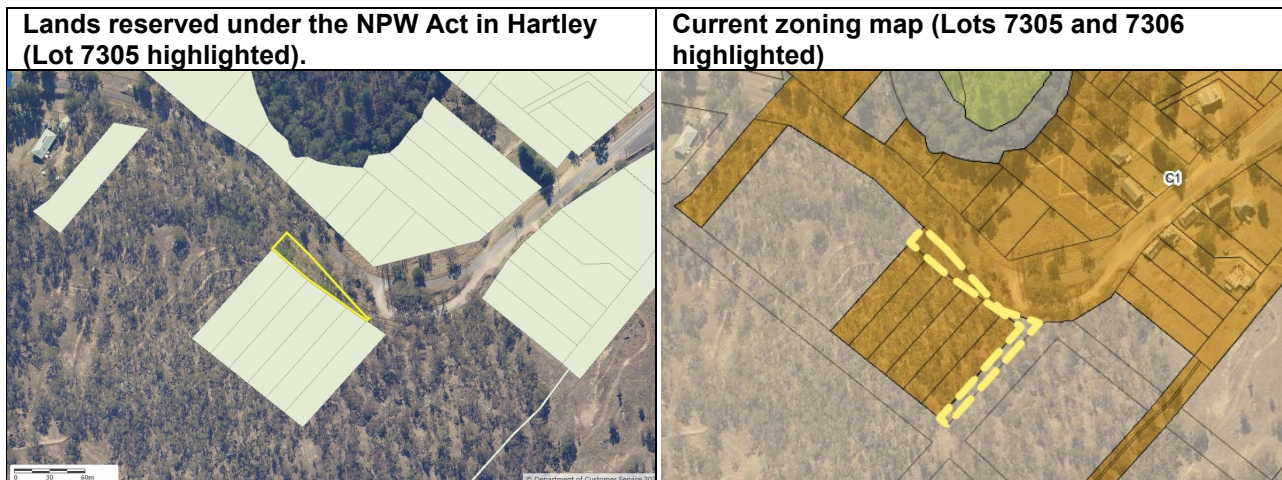 Lands reserved under the NPW Act in Hartley
(Lot 7305 highlighted).
Current zoning map (Lots 7305 and 7306
highlighted)
C1
0 30 60m
© Department of Customer Service